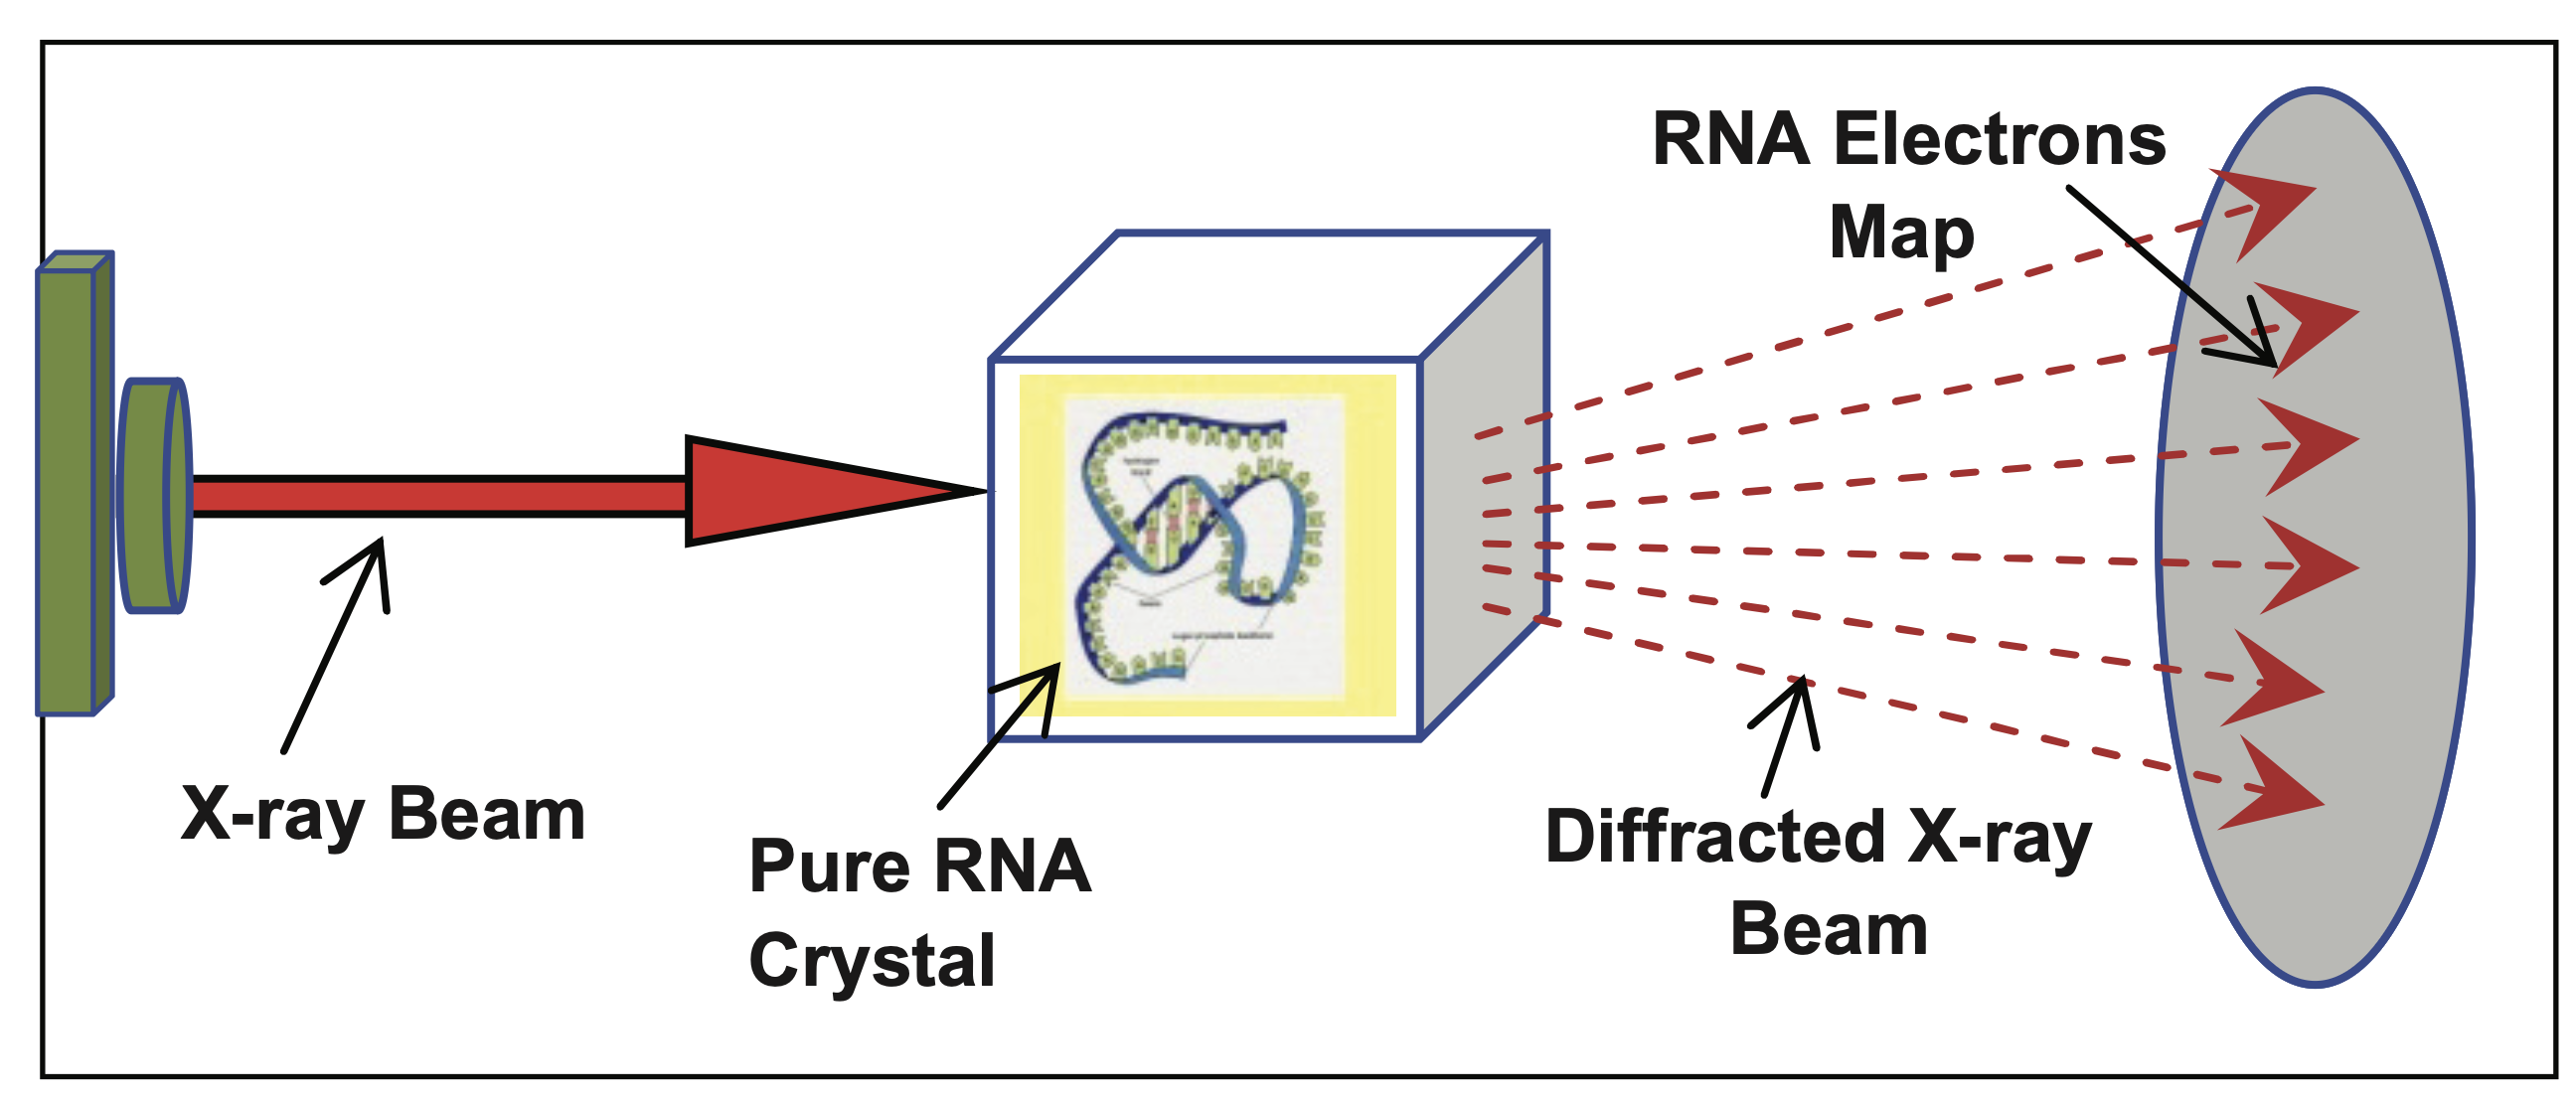 RNA Electrons
Map
X-ray Beam
Pure RNA
Crystal
Diffracted X-ray
Beam